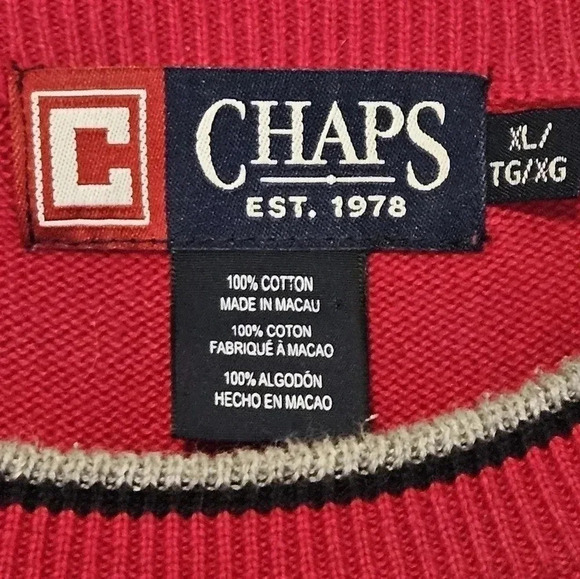 C
CHAPS
EST. 1978
XL/
TG/XG
100% COTTON
MADE IN MACAU
100% COTON
FABRIQUÉ À MACAO
100% ALGODÓN
HECHO EN MACAO